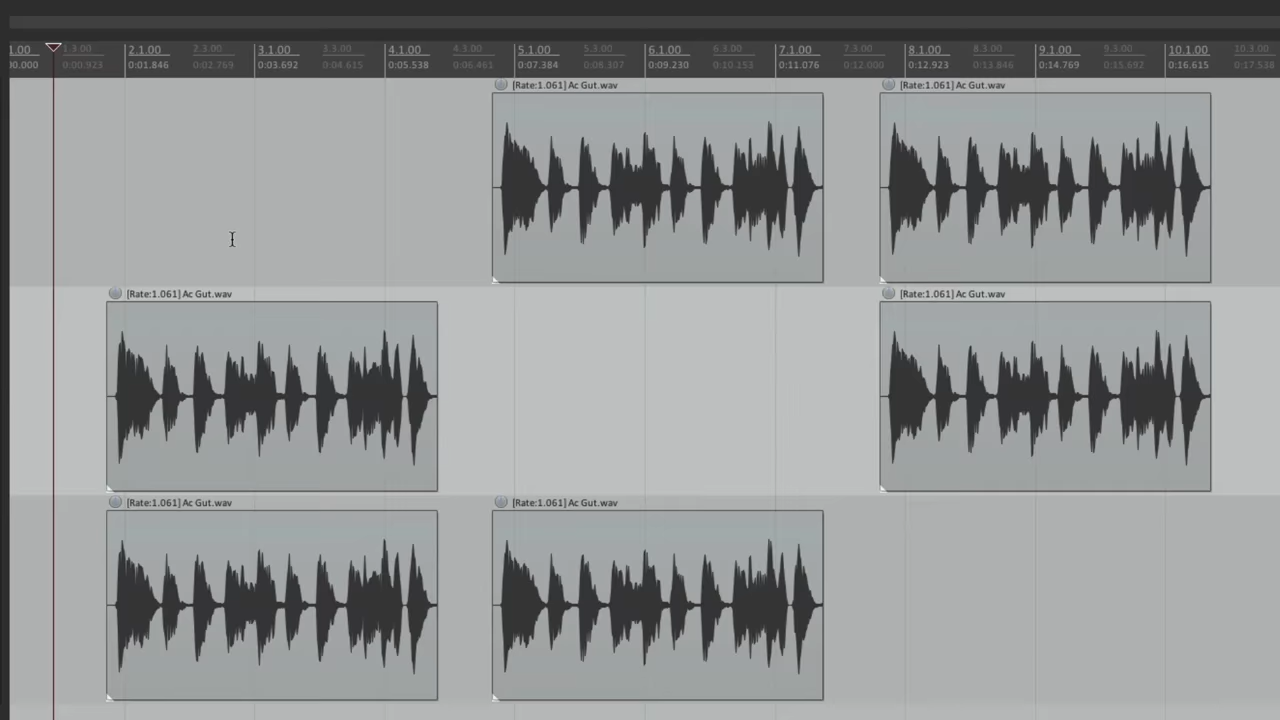 1.00 1.3.00 2.1.00 2.3.00 3.1.00 3.3.00 4.1.00 4.3.00 5.1.00 5.3.00 6.1.00 6.3.00 7.1.00 7.3.00 8.1.00 8.3.00 9.1.00 9.3.00 10.1.00 10.3.00
00.000 0:00.923 0:01.846 0:02.769 0:03.692 0:04.615 0:05.538 0:06.461 0:07.384 0:08.307 0:09.230 0:10.153 0:11.076 0:12.000 0:12.923 0:13.846 0:14.769 0:15.692 0:16.615 0:17.538
[Rate:1.061] Ac Gut.wav [Rate:1.061] Ac Gut.wav
[Rate:1.061] Ac Gut.wav [Rate:1.061] Ac Gut.wav
[Rate:1.061] Ac Gut.wav [Rate:1.061] Ac Gut.wav